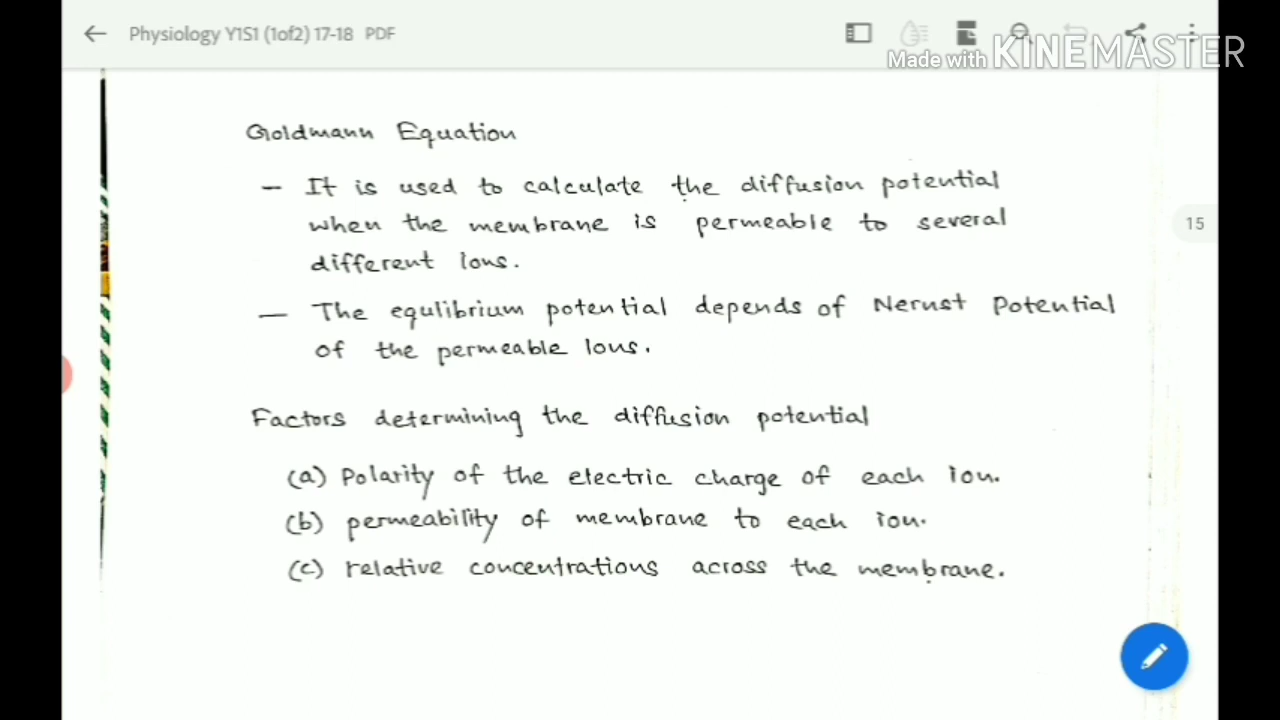 Physiology Y1S1 (1of2) 17-18 PDF
Made with KINEMASTER
Goldmann Equation
— It is used to calculate the diffusion potential
when the membrane is permeable to several
different Ions.
15
— The equlibrium potential depends of Nernst Potential
of the permeable Ions.
Factors determining the diffusion potential
(a) Polarity of the electric charge of each ion.
(b) permeability of membrane to each ion.
(c) relative concentrations across the membrane.